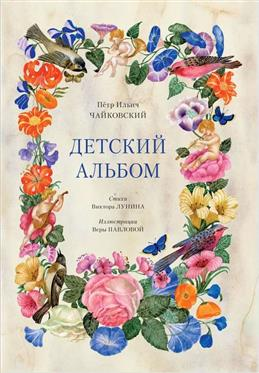 Пётр Ильич
ЧАЙКОВСКИЙ
ДЕТСКИЙ
АЛЬБОМ
Стихи
Виктора ЛУНИНА
Иллюстрации
Веры ПАВЛОВОЙ